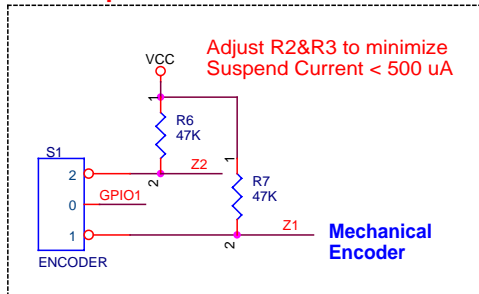 Adjust R2&R3 to minimize
Suspend Current < 500 uA
VCC
1
R6
47K
S1
1
2
Z2
2
R7
47K
0
GPIO1
Z1
1
2
Mechanical
Encoder
ENCODER